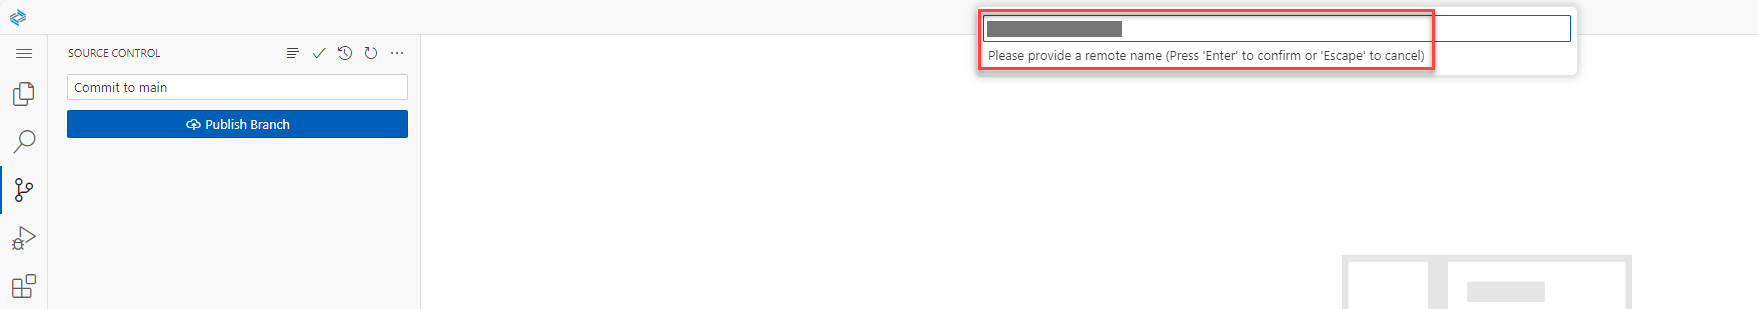 SOURCE CONTROL
Commit to main
Publish Branch
Please provide a remote name (Press 'Enter' to confirm or 'Escape' to cancel)